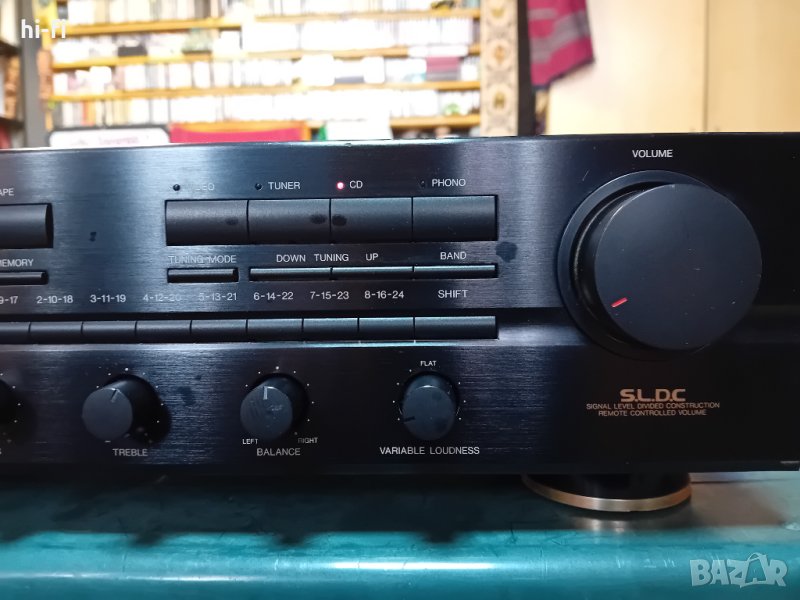 hi-fi
VOLUME
TUNER
CD
PHONO
TUNING MODE
DOWN TUNING UP
BAND
2-10-18 3-11-19 4-12-20 5-13-21 6-14-22 7-15-23 8-16-24 SHIFT
FLAT
LEFT RIGHT
TREBLE BALANCE VARIABLE LOUDNESS
S.L.D.C
SIGNAL LEVEL DIVIDED CONSTRUCTION
REMOTE CONTROLLED VOLUME
BAZAR